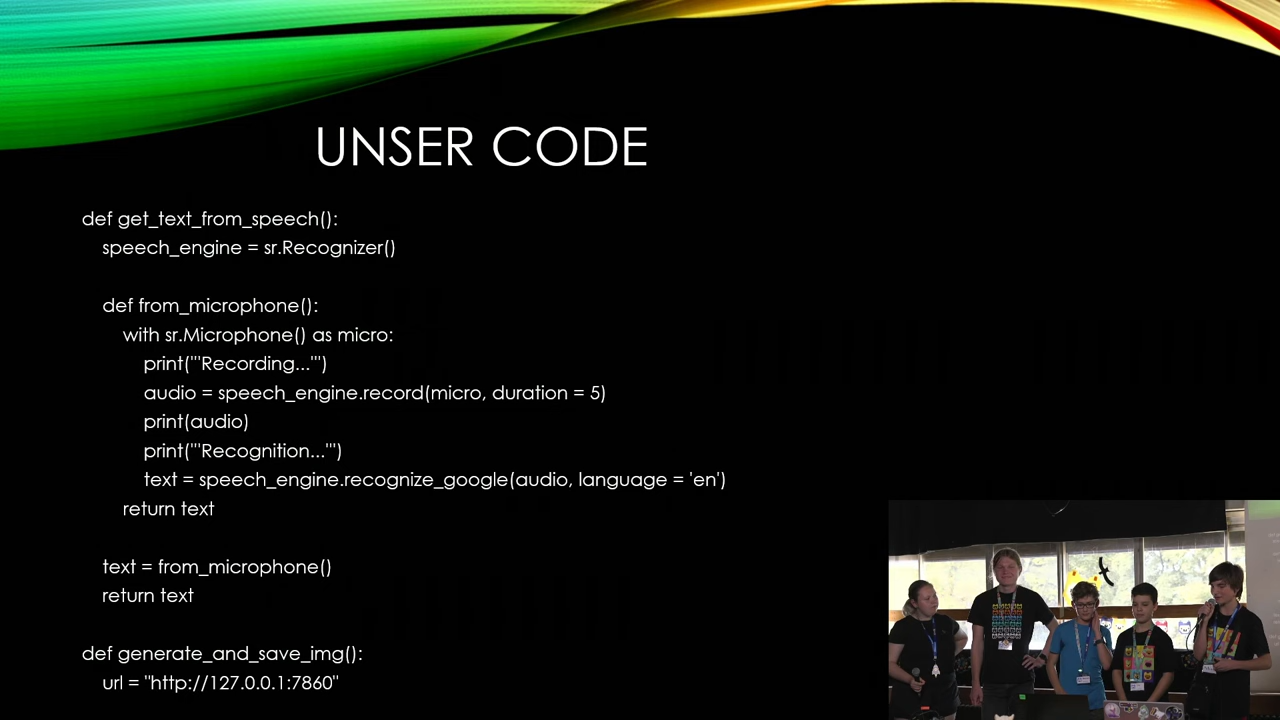 UNSER CODE
def get_text_from_speech():
speech_engine = sr.Recognizer()
def from_microphone():
with sr.Microphone() as micro:
print('''Recording...''')
audio = speech_engine.record(micro, duration = 5)
print(audio)
print('''Recognition...''')
text = speech_engine.recognize_google(audio, language = 'en')
return text
text = from_microphone()
return text
def generate_and_save_img():
url = "http://127.0.0.1:7860"